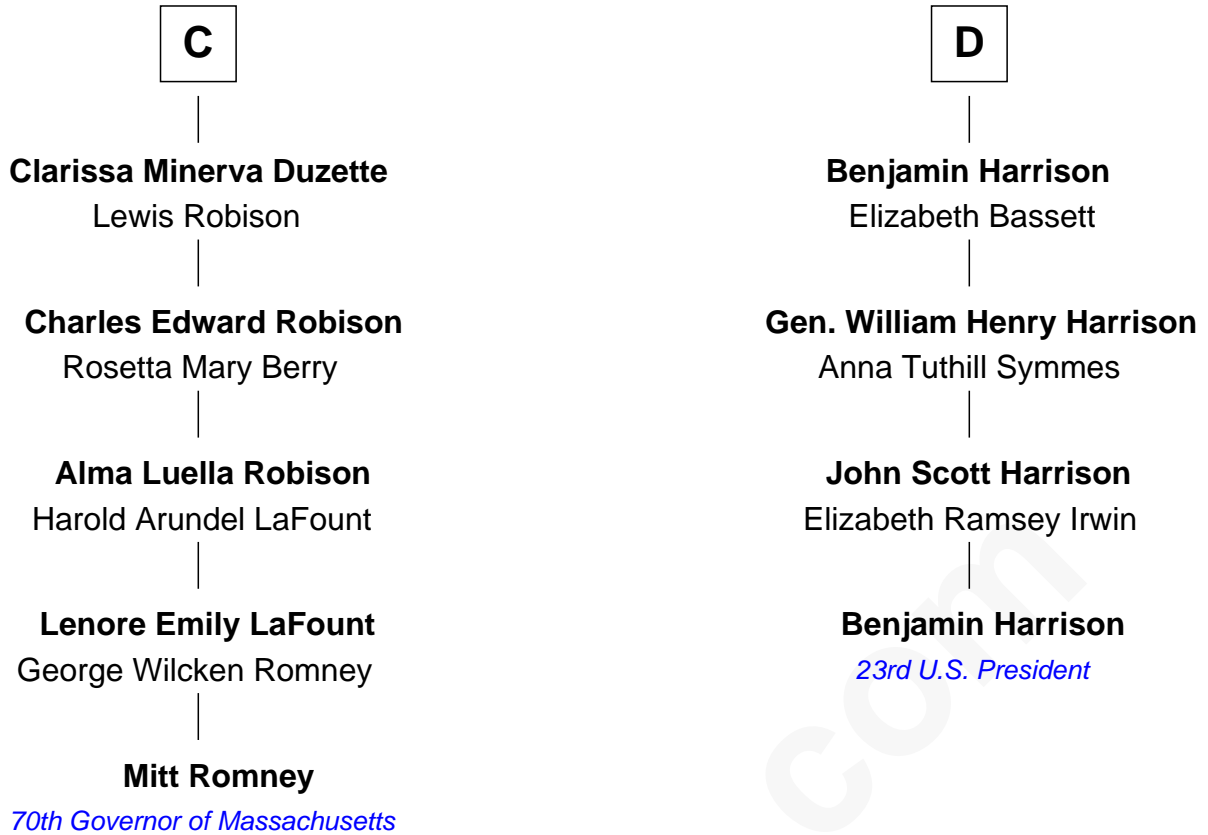 C
Clarissa Minerva Duzette
Lewis Robison
Charles Edward Robison
Rosetta Mary Berry
Alma Luella Robison
Harold Arundel LaFount
Lenore Emily LaFount
George Wilcken Romney
Mitt Romney
70th Governor of Massachusetts
D
Benjamin Harrison
Elizabeth Bassett
Gen. William Henry Harrison
Anna Tuthill Symmes
John Scott Harrison
Elizabeth Ramsey Irwin
Benjamin Harrison
23rd U.S. President
com